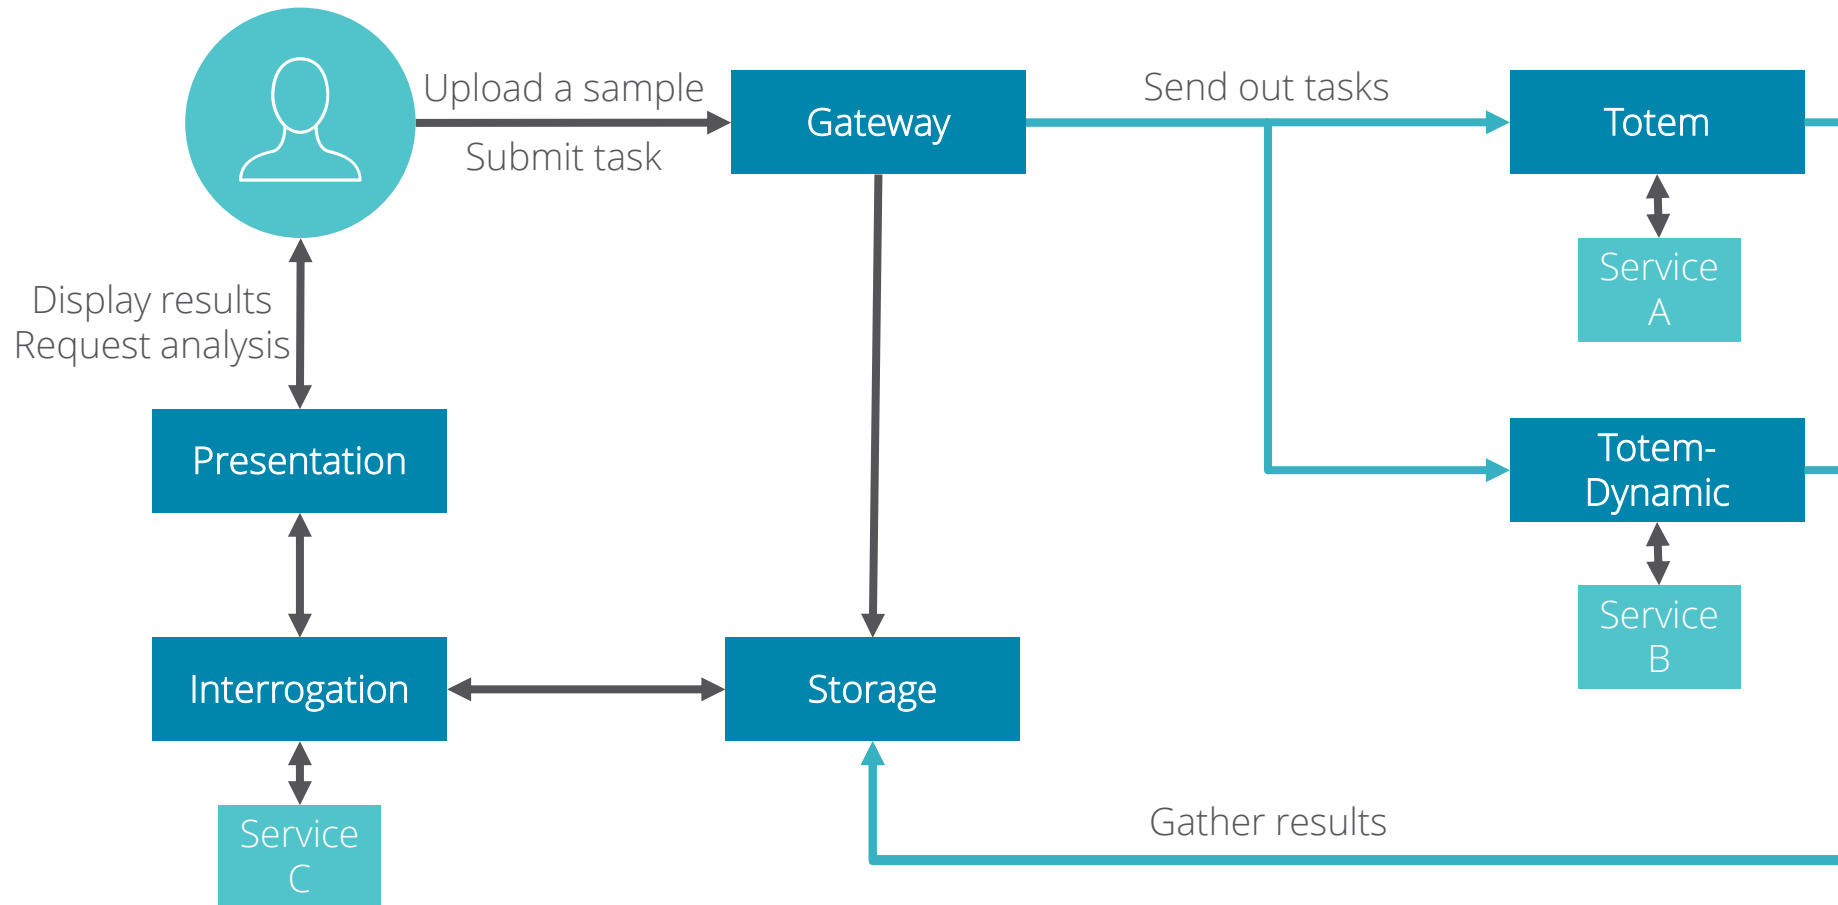 Upload a sample
Submit task
Gateway
Send out tasks
Totem
Service
A
Display results
Request analysis
Presentation
Totem-
Dynamic
Service
B
Interrogation
Storage
Service
C
Gather results